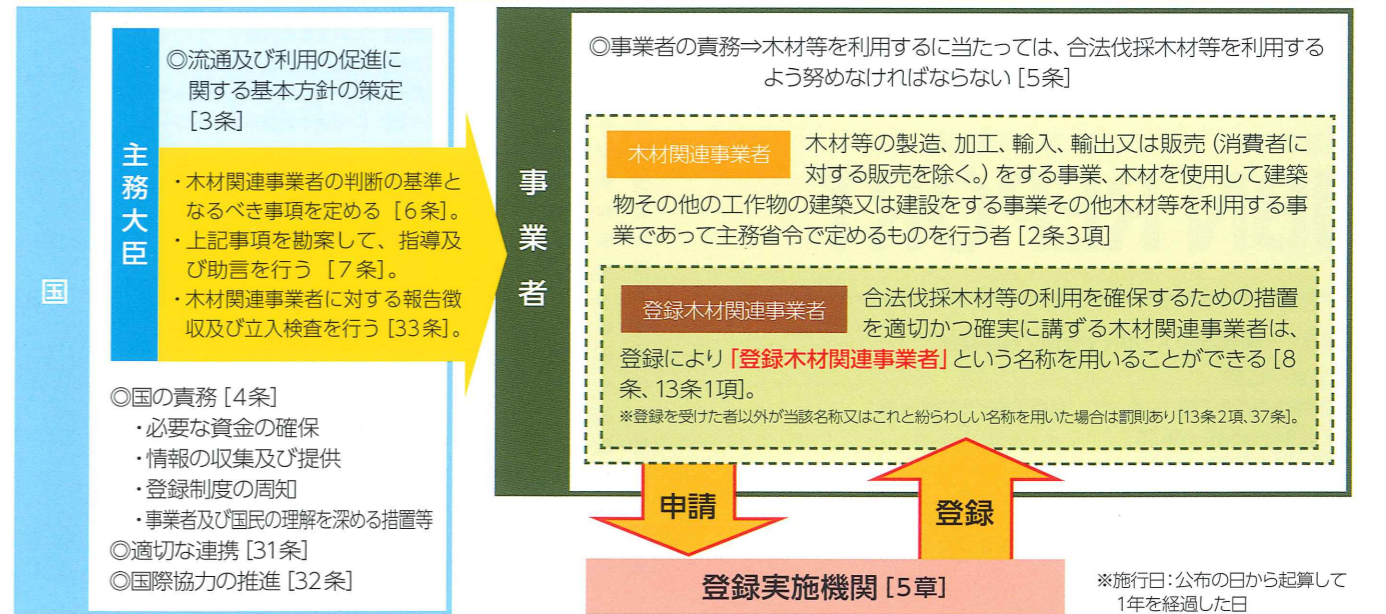 国
主務大臣
◎流通及び利用の促進に
関する基本方針の策定
[3条]
・木材関連事業者の判断の基準と
なるべき事項を定める [6条]。
・上記事項を勘案して、指導及
び助言を行う [7条]。
・木材関連事業者に対する報告徴
収及び立入検査を行う[33条]。
◎国の責務[4条]
・必要な資金の確保
・情報の収集及び提供
・登録制度の周知
・事業者及び国民の理解を深める措置等
◎適切な連携[31条]
◎国際協力の推進[32条]
事業者
◎事業者の責務⇒木材等を利用するに当たっては、合法伐採木材等を利用する
よう努めなければならない[5条]
木材関連事業者 木材等の製造、加工、輸入、輸出又は販売(消費者に
対する販売を除く。)をする事業、木材を使用して建築
物その他の工作物の建築又は建設をする事業その他木材等を利用する事
業であって主務省令で定めるものを行う者[2条3項]
登録木材関連事業者 合法伐採木材等の利用を確保するための措置
を適切かつ確実に講ずる木材関連事業者は、
登録により「登録木材関連事業者」という名称を用いることができる[8
条、13条1項]。
※登録を受けた者以外が当該名称又はこれと紛らわしい名称を用いた場合は罰則あり[13条2項、37条]。
申請
登録
登録実施機関[5章]
※施行日:公布の日から起算して
1年を経過した日